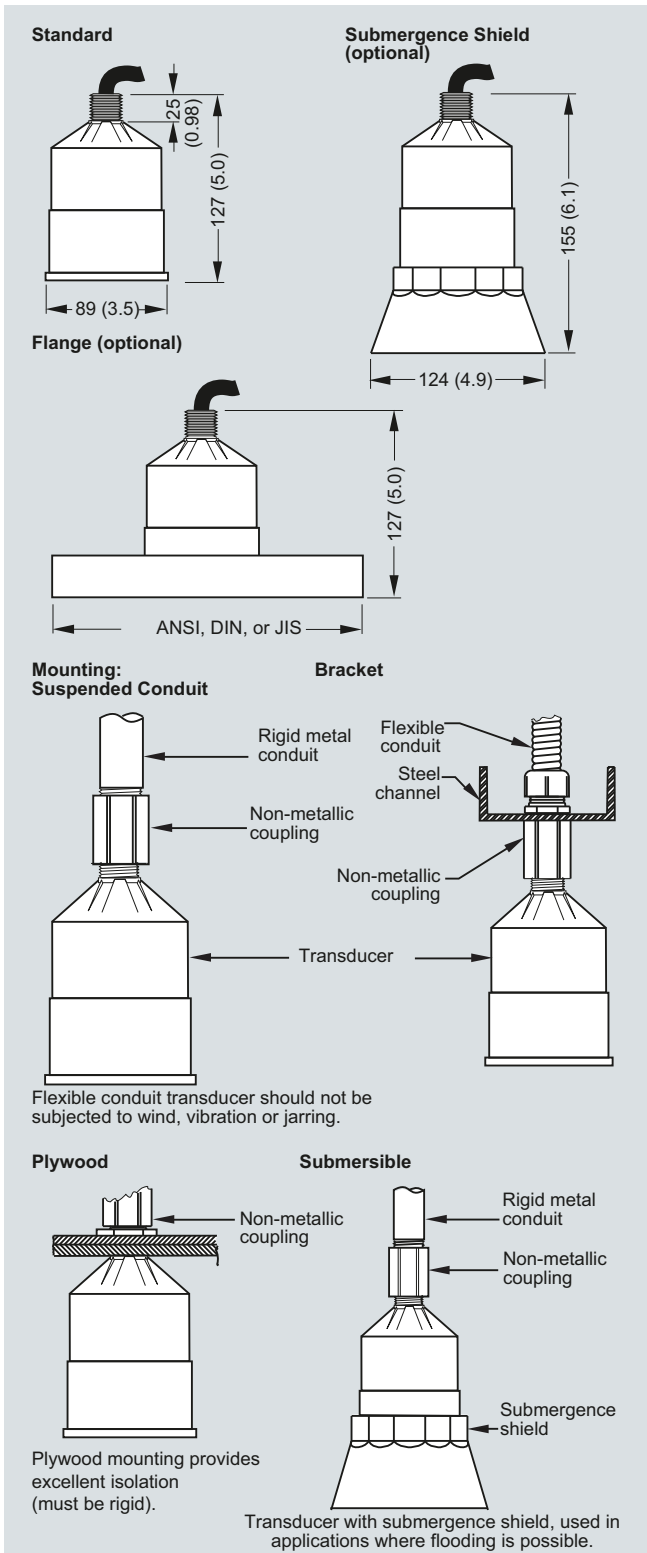 Standard
25
(0.98)
127 (5.0)
89 (3.5)
Submergence Shield
(optional)
155 (6.1)
124 (4.9)
Flange (optional)
127 (5.0)
ANSI, DIN, or JIS
Mounting:
Suspended Conduit
Rigid metal
conduit
Non-metallic
coupling
Bracket
Flexible
conduit
Steel
channel
Non-metallic
coupling
Transducer
Flexible conduit transducer should not be
subjected to wind, vibration or jarring.
Plywood
Non-metallic
coupling
Plywood mounting provides
excellent isolation
(must be rigid).
Submersible
Rigid metal
conduit
Non-metallic
coupling
Submergence
shield
Transducer with submergence shield, used in
applications where flooding is possible.